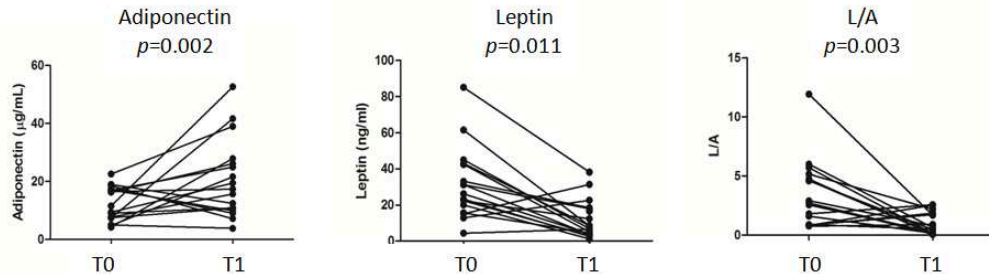 Adiponectin
p=0.002
Adiponectin (µg/mL)
60
40
20
0
T0 T1
Leptin
p=0.011
Leptin (ng/ml)
100
80
60
40
20
0
T0 T1
L/A
p=0.003
L/A
15
10
5
0
T0 T1